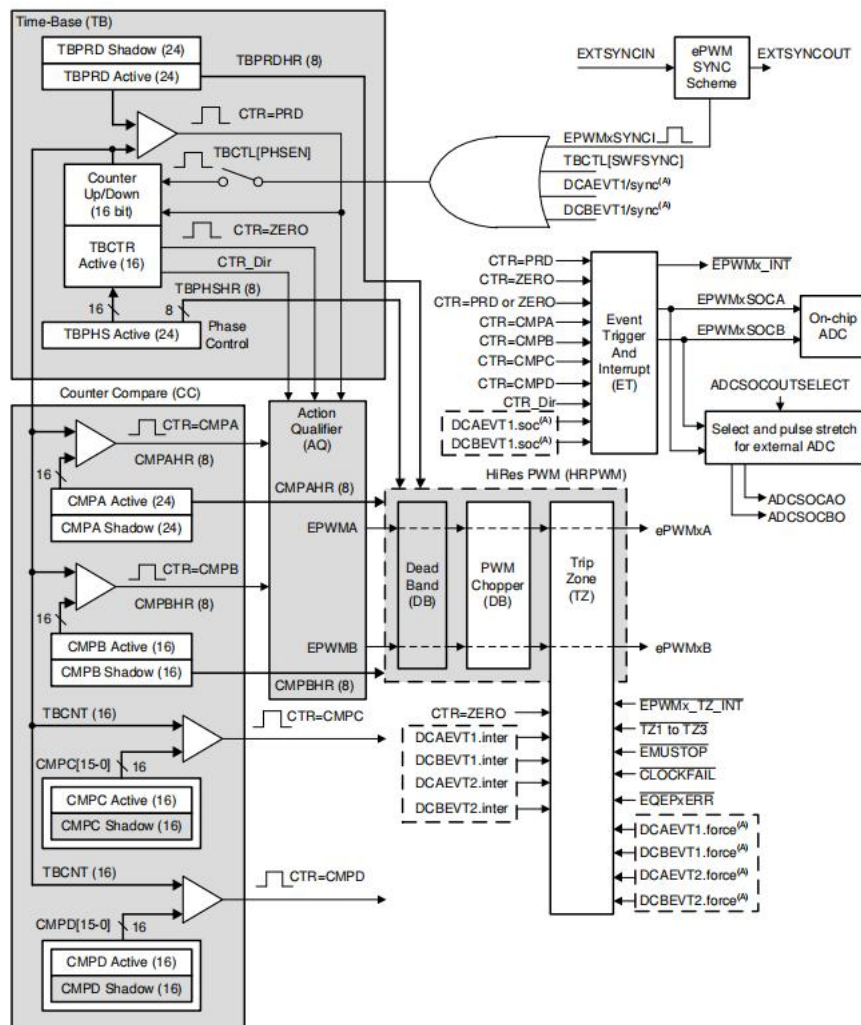 Time-Base (TB)
TBPRD Shadow (24)
TBPRD Active (24)
TBPRDHR (8)
CTR=PRD
TBCTL[PHSEN]
Counter
Up/Down
(16 bit)
CTR=ZERO
TBCTR
Active (16)
CTR_Dir
TBPHSHR (8)
16
8
TBPHS Active (24)
Phase
Control
EXTSYNCIN
ePWM
SYNC
Scheme
EXTSYNCOUT
EPWMxSYNCI
TBCTL[SWFSYNC]
DCAEVT1/sync(A)
DCBEVT1/sync(A)
CTR=PRD
CTR=ZERO
CTR=PRD or ZERO
CTR=CMPA
CTR=CMPB
CTR=CMPC
CTR=CMPD
CTR_Dir
DCAEVT1.soc(A)
DCBEVT1.soc(A)
Event
Trigger
And
Interrupt
(ET)
EPWMx_INT
EPWMxSOCA
EPWMxSOCB
On-chip
ADC
ADCSOCOUTSELECT
Select and pulse stretch
for external ADC
ADCSOCAO
ADCSOCBO
Counter Compare (CC)
CTR=CMPA
16
CMPAHR (8)
CMPA Active (24)
CMPA Shadow (24)
CTR=CMPB
16
CMPBHR (8)
CMPB Active (16)
CMPB Shadow (16)
TBCNT (16)
CTR=CMPC
CMPC[15-0]
16
CMPC Active (16)
CMPC Shadow (16)
TBCNT (16)
CTR=CMPD
CMPD[15-0]
16
CMPD Active (16)
CMPD Shadow (16)
Action
Qualifier
(AQ)
CMPAHR (8)
EPWMA
EPWMB
CMPBHR (8)
HiRes PWM (HRPWM)
Dead
Band
(DB)
PWM
Chopper
(DB)
Trip
Zone
(TZ)
ePWMxA
ePWMxB
CTR=ZERO
DCAEVT1.inter
DCBEVT1.inter
DCAEVT2.inter
DCBEVT2.inter
EPWMx_TZ_INT
TZ1 to TZ3
EMUSTOP
CLOCKFAIL
EQEPxERR
DCAEVT1.force(A)
DCBEVT1.force(A)
DCAEVT2.force(A)
DCBEVT2.force(A)